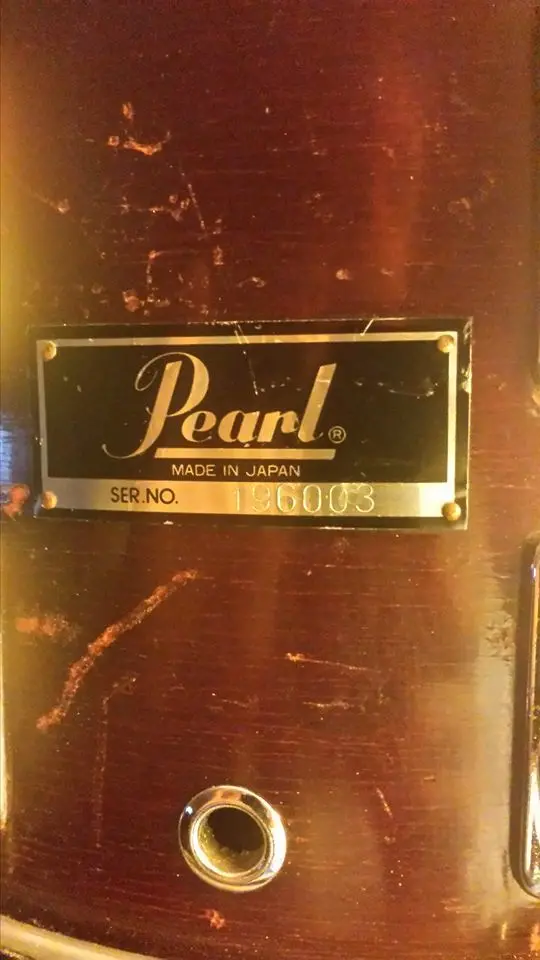 Pearl®
MADE IN JAPAN
SER.NO. 196003